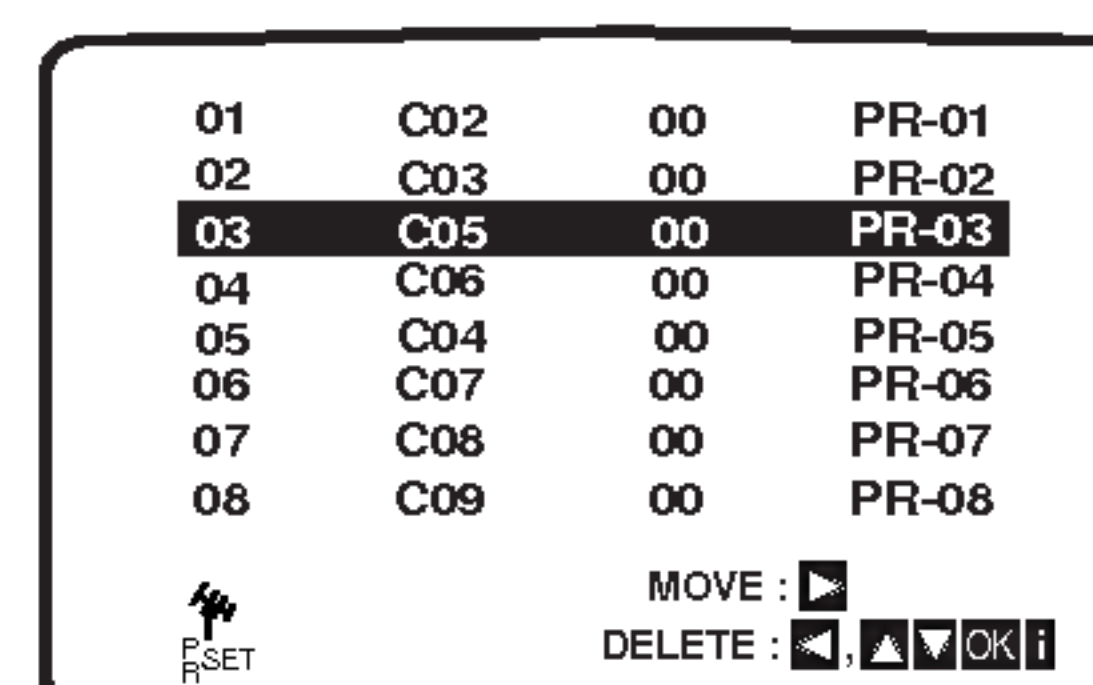 01 C02 00 PR-01
02 C03 00 PR-02
03 C05 00 PR-03
04 C06 00 PR-04
05 C04 00 PR-05
06 C07 00 PR-06
07 C08 00 PR-07
08 C09 00 PR-08
MOVE :
PR SET
DELETE : , OK i